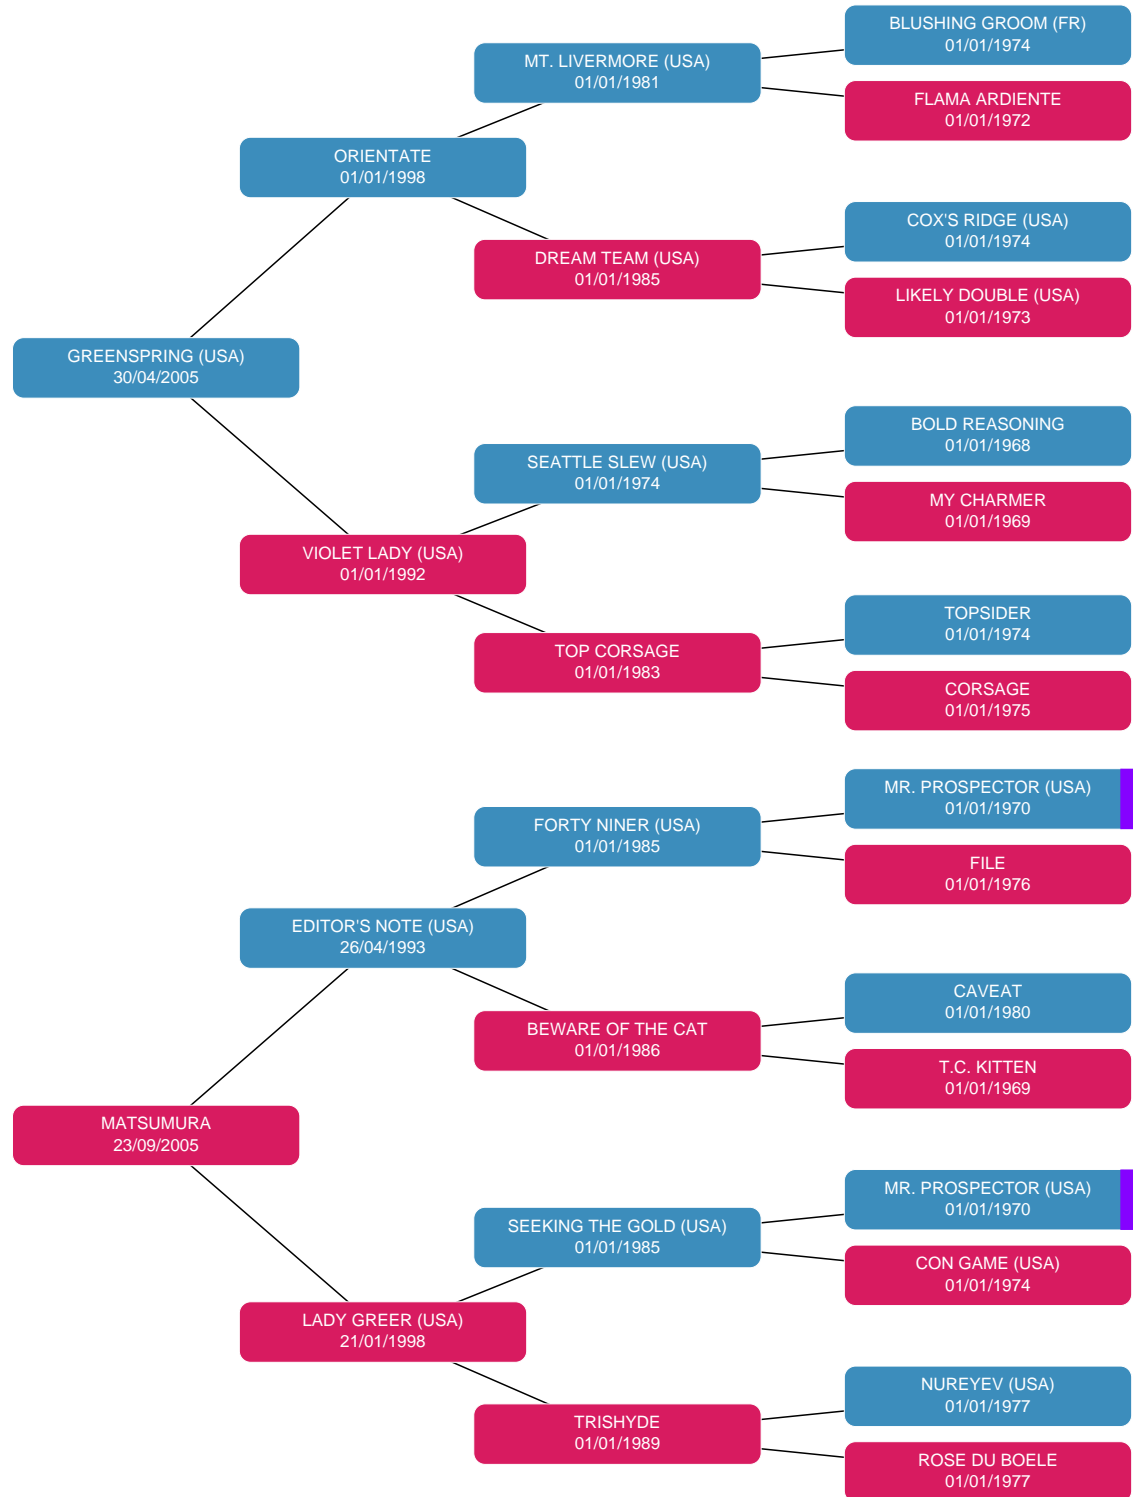 BLUSHING GROOM (FR)
01/01/1974
MT. LIVERMORE (USA)
01/01/1981
FLAMA ARDIENTE
01/01/1972
ORIENTATE
01/01/1998
COX'S RIDGE (USA)
01/01/1974
DREAM TEAM (USA)
01/01/1985
LIKELY DOUBLE (USA)
01/01/1973
GREENSPRING (USA)
30/04/2005
BOLD REASONING
01/01/1968
SEATTLE SLEW (USA)
01/01/1974
MY CHARMER
01/01/1969
VIOLET LADY (USA)
01/01/1992
TOPSIDER
01/01/1974
TOP CORSAGE
01/01/1983
CORSAGE
01/01/1975
MR. PROSPECTOR (USA)
01/01/1970
FORTY NINER (USA)
01/01/1985
FILE
01/01/1976
EDITOR'S NOTE (USA)
26/04/1993
CAVEAT
01/01/1980
BEWARE OF THE CAT
01/01/1986
T.C. KITTEN
01/01/1969
MATSUMURA
23/09/2005
MR. PROSPECTOR (USA)
01/01/1970
SEEKING THE GOLD (USA)
01/01/1985
CON GAME (USA)
01/01/1974
LADY GREER (USA)
21/01/1998
NUREYEV (USA)
01/01/1977
TRISHYDE
01/01/1989
ROSE DU BOELE
01/01/1977